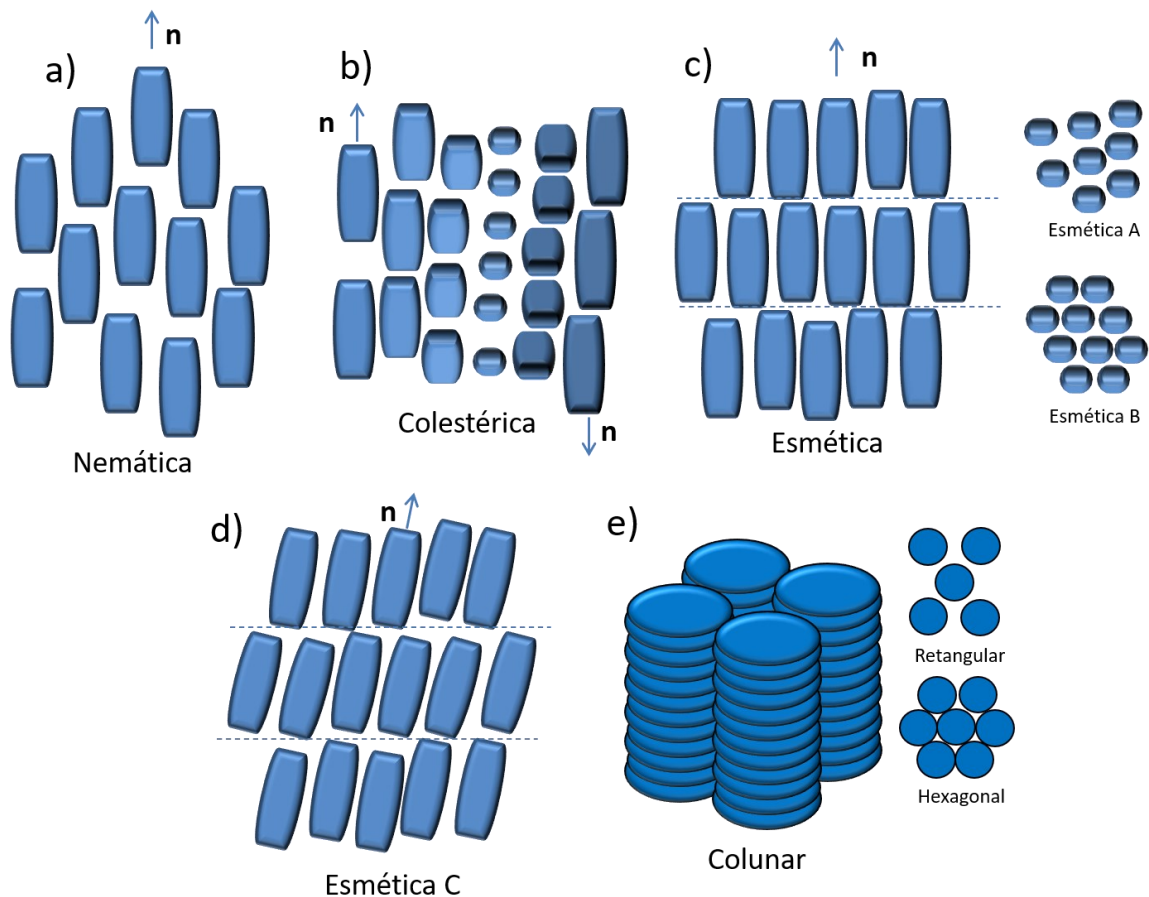 a)
n
Nemática
b)
n
n
Colestérica
c)
n
Esmética
Esmética A
Esmética B
d)
n
Esmética C
e)
Colunar
Retangular
Hexagonal